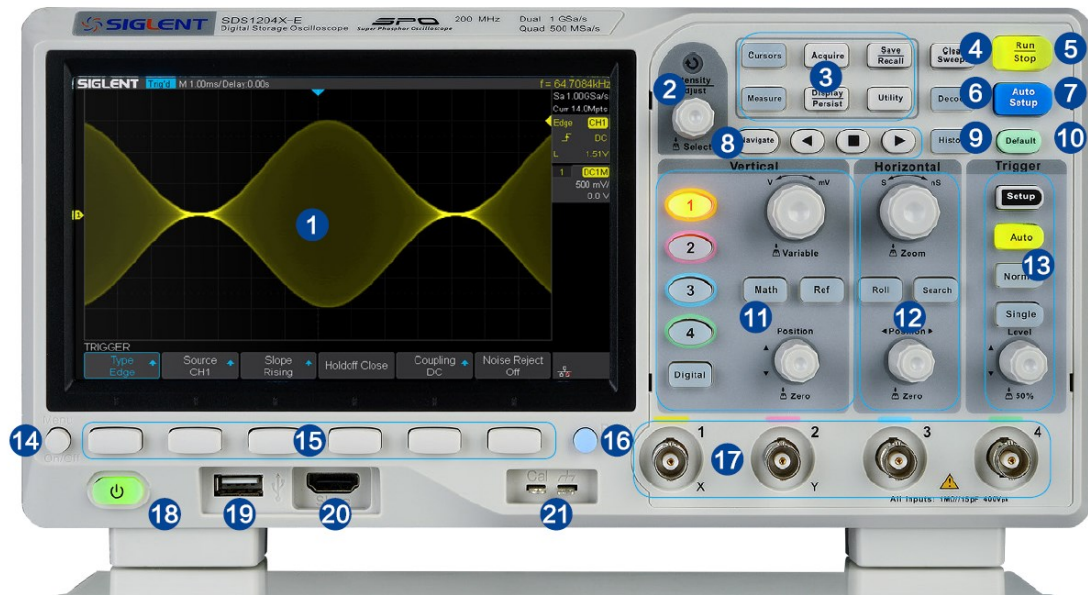 SIGLENT SDS1204X-E SPO 200 MHz Dual 1 GSa/s
Digital Storage Oscilloscope Super Phosphor Oscilloscope Quad 500 MSa/s
SIGLENT Trig'd M 1.00ms/ Delay:0.00s f = 64.7084kHz
Sa 1.00GSa/s
Curr 14.0Mpts
Edge CH1
DC
L 1.51V
1 DC1M
500 mV/
0.0 V
1
TRIGGER
Type Source Slope Holdoff Close Coupling Noise Reject
Edge CH1 Rising DC Off
2
Adjust
Select
Cursors Acquire Save Recall
3
Measure Display Persist Utility
4 Run Stop 5
Sweep
6 Auto Setup 7
8 Navigate
9 Default 10
Vertical Horizontal Trigger
V mV
S nS
1
Variable
Zoom
Setup
2
Auto
13
3
Math Ref
Roll Search
Single
11
12
4
Position
Position
Level
Digital
Zero
Zero
50%
14
15
16
1 2 3 4
17
X Y
All Inputs: 1MΩ//15pF 400Vpk
18
19
20
Cal
21